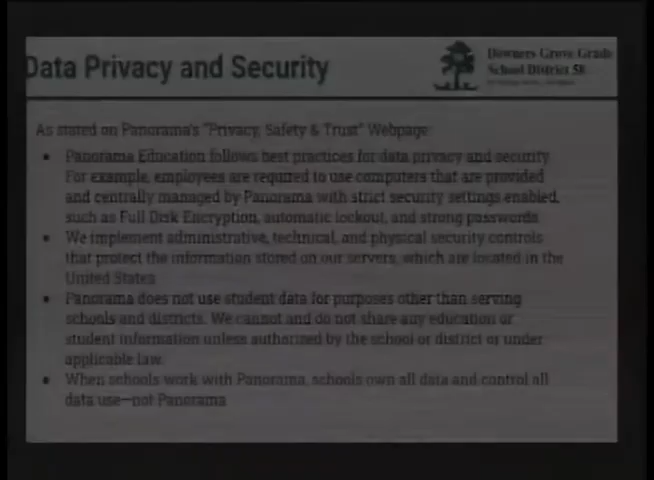 Data Privacy and Security
Downers Grove Grade
School District 58
As stated on Panorama's "Privacy, Safety & Trust" Webpage:
• Panorama Education follows best practices for data privacy and security.
For example, employees are required to use computers that are provided
and centrally managed by Panorama with strict security settings enabled,
such as Full Disk Encryption, automatic lockout, and strong passwords.
• We implement administrative, technical, and physical security controls
that protect the information stored on our servers, which are located in the
United States.
• Panorama does not use student data for purposes other than serving
schools and districts. We cannot and do not share any education or
student information unless authorized by the school or district or under
applicable law.
• When schools work with Panorama, schools own all data and control all
data use—not Panorama